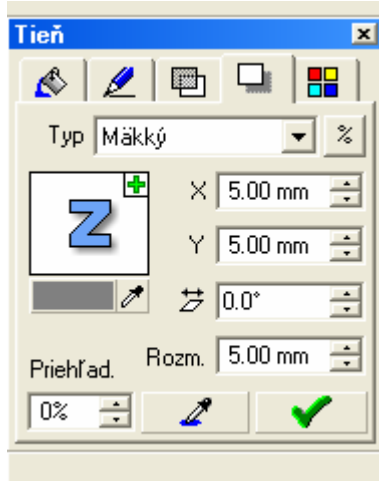 Tieň
Typ Mäkký %
X 5.00 mm
Y 5.00 mm
0.0°
Priehľad. Rozm. 5.00 mm
0%